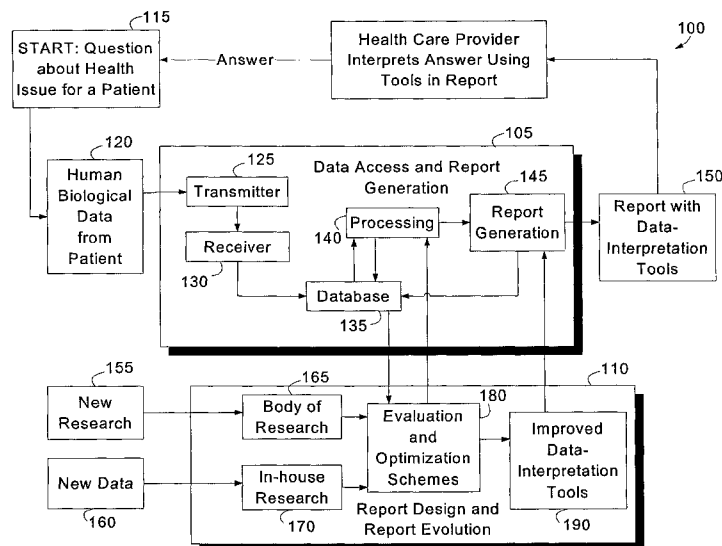 115
100
START: Question
about Health
Issue for a Patient
Answer
Health Care Provider
Interprets Answer Using
Tools in Report
120
Human
Biological
Data
from
Patient
105
Data Access and Report
Generation
125
Transmitter
Receiver
130
140
Processing
145
Report
Generation
Database
135
150
Report with
Data-
Interpretation
Tools
155
New
Research
New Data
160
110
165
Body of
Research
In-house
Research
170
180
Evaluation
and
Optimization
Schemes
Improved
Data-
Interpretation
Tools
190
Report Design and
Report Evolution